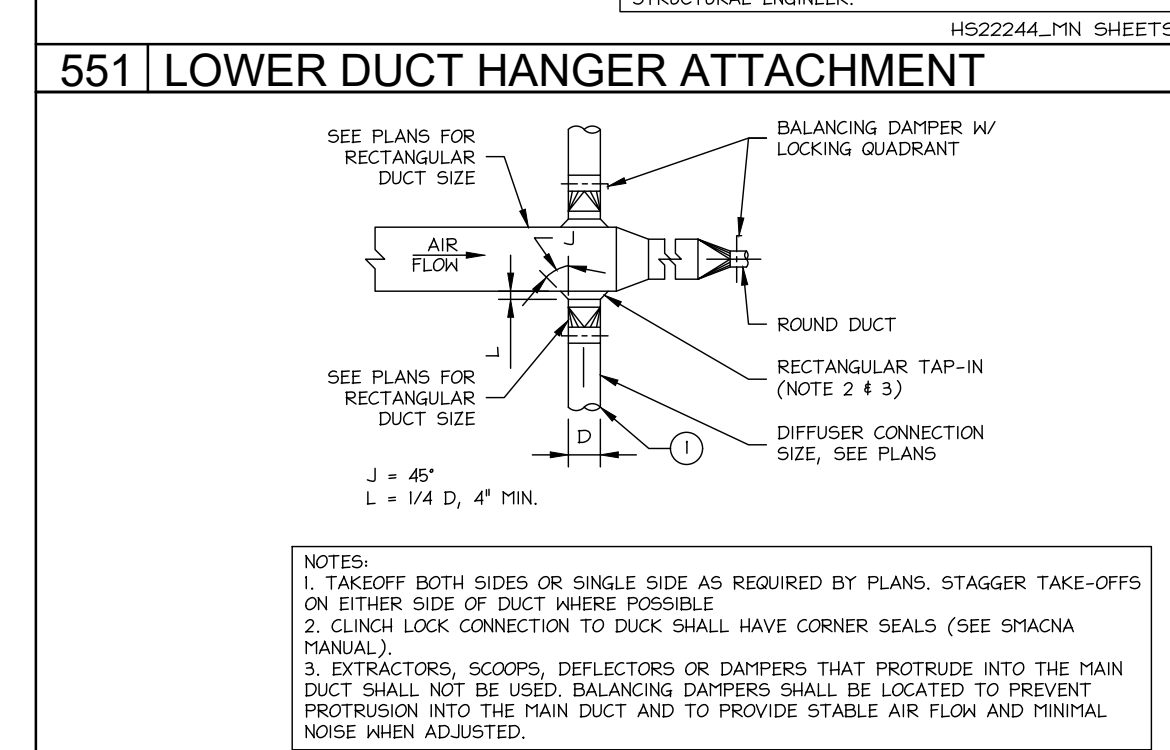 STRUCTURAL ENGINEER.
HS22244_MN SHEETS
551 LOWER DUCT HANGER ATTACHMENT
SEE PLANS FOR
RECTANGULAR
DUCT SIZE
BALANCING DAMPER W/
LOCKING QUADRANT
J
AIR
FLOW
L
ROUND DUCT
RECTANGULAR TAP-IN
(NOTE 2 & 3)
SEE PLANS FOR
RECTANGULAR
DUCT SIZE
DIFFUSER CONNECTION
SIZE, SEE PLANS
D
1
J = 45°
L = 1/4 D, 4" MIN.
NOTES:
1. TAKEOFF BOTH SIDES OR SINGLE SIDE AS REQUIRED BY PLANS. STAGGER TAKE-OFFS
ON EITHER SIDE OF DUCT WHERE POSSIBLE
2. CLINCH LOCK CONNECTION TO DUCK SHALL HAVE CORNER SEALS (SEE SMACNA
MANUAL).
3. EXTRACTORS, SCOOPS, DEFLECTORS OR DAMPERS THAT PROTRUDE INTO THE MAIN
DUCT SHALL NOT BE USED. BALANCING DAMPERS SHALL BE LOCATED TO PREVENT
PROTRUSION INTO THE MAIN DUCT AND TO PROVIDE STABLE AIR FLOW AND MINIMAL
NOISE WHEN ADJUSTED.